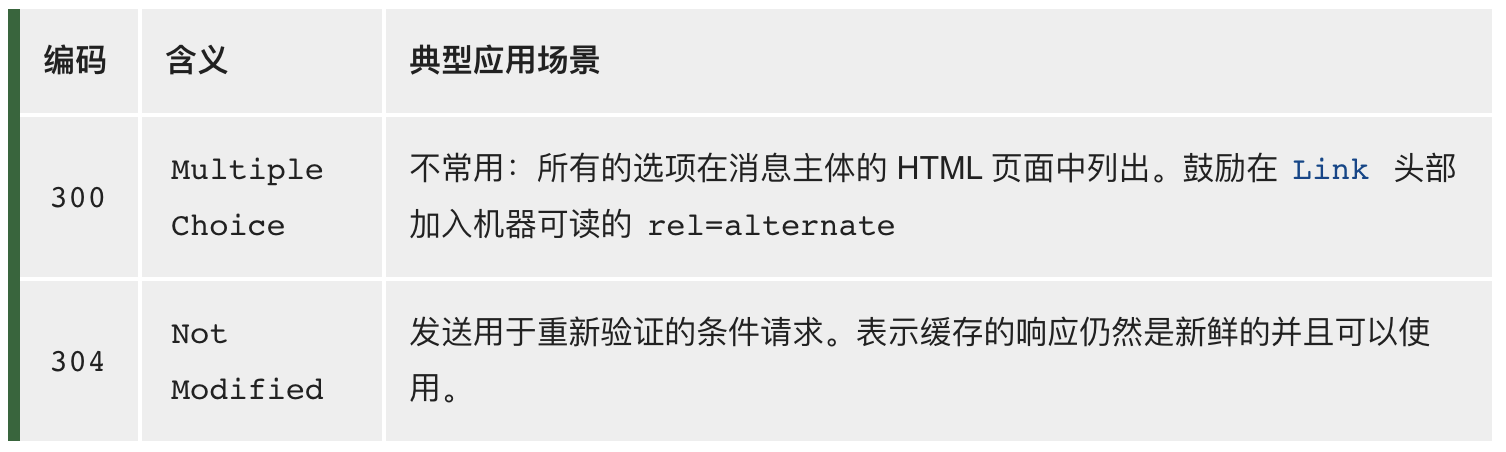 编码 含义 典型应用场景
300 Multiple Choice 不常用：所有的选项在消息主体的 HTML 页面中列出。鼓励在 Link 头部
加入机器可读的 rel=alternate
304 Not Modified 发送用于重新验证的条件请求。表示缓存的响应仍然是新鲜的并且可以使
用。